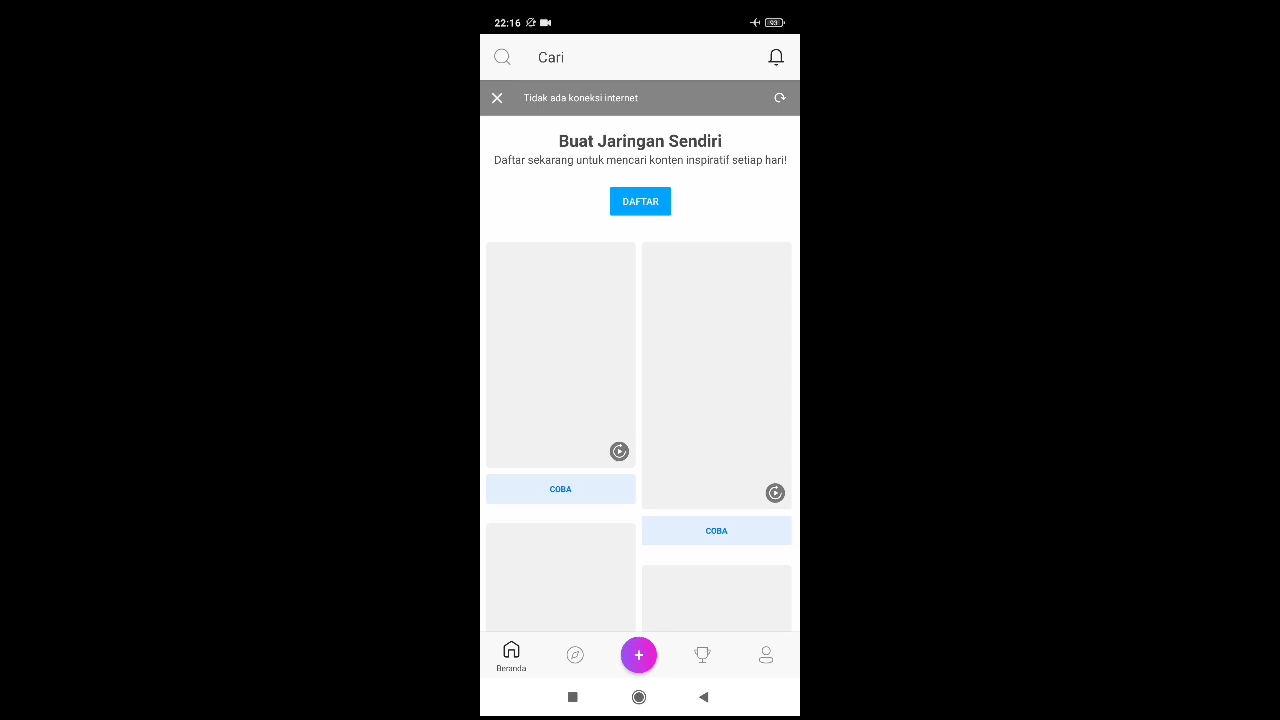 22:16
93
Cari
Tidak ada koneksi internet
Buat Jaringan Sendiri
Daftar sekarang untuk mencari konten inspiratif setiap hari!
DAFTAR
COBA
COBA
Beranda